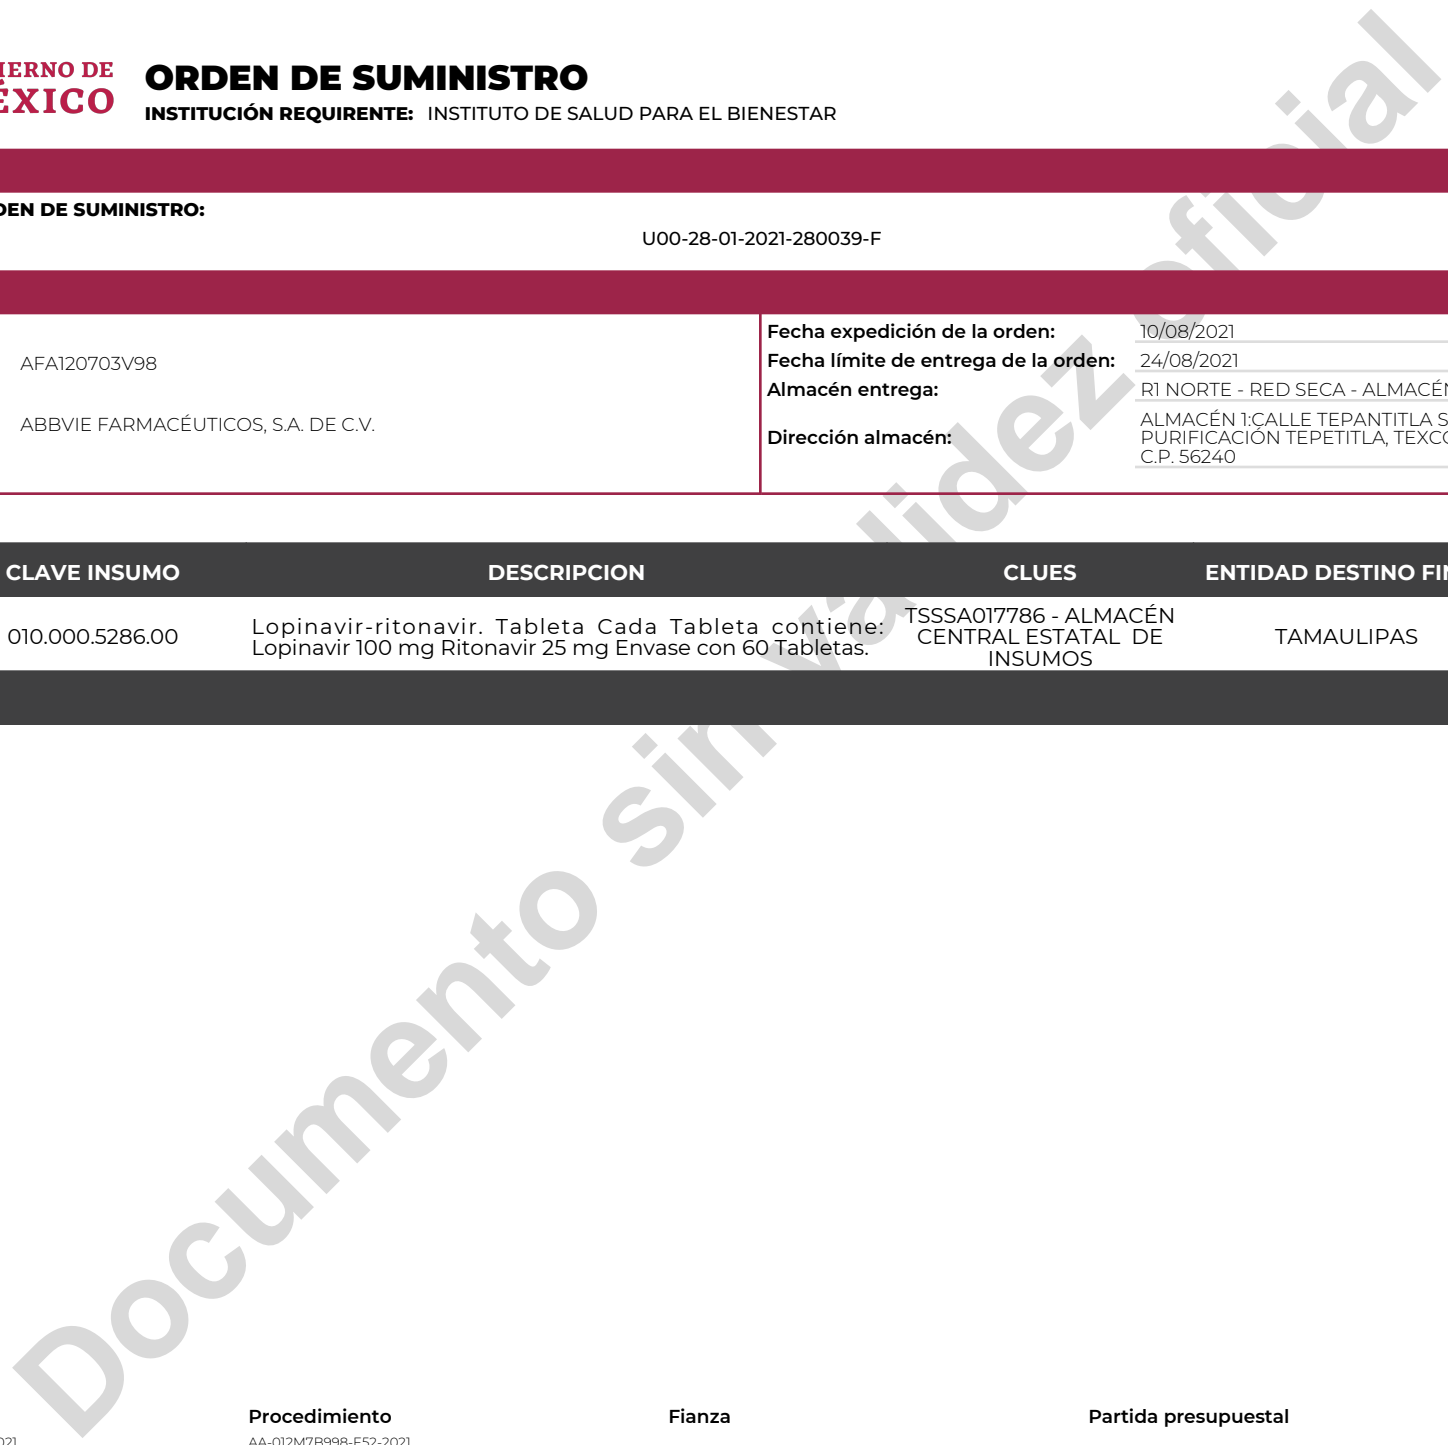 ORDEN DE SUMINISTRO
INSTITUCIÓN REQUIRENTE: INSTITUTO DE SALUD PARA EL BIENESTAR
DE
XICO
DE SUMINISTRO:
U00-28-01-2021-280039-F
AFA120703V98
ABBVIE FARMACÉUTICOS, S.A. DE C.V.
Fecha expedición de la orden: 10/08/2021
Fecha límite de entrega de la orden: 24/08/2021
Almacén entrega: R1 NORTE - RED SECA - ALMACÉN
Dirección almacén:
ALMACÉN 1:CALLE TEPANTITLA S
PURIFICACIÓN TEPETITLA, TEXC
C.P. 56240
CLAVE INSUMO DESCRIPCION CLUES ENTIDAD DESTINO FI
010.000.5286.00
Lopinavir-ritonavir. Tableta Cada Tableta contiene:
Lopinavir 100 mg Ritonavir 25 mg Envase con 60 Tabletas.
TSSSA017786 - ALMACÉN
CENTRAL ESTATAL DE
INSUMOS
TAMAULIPAS
Documento sin validez oficial
Procedimiento Fianza Partida presupuestal
AA-012M7B998-E52-2021